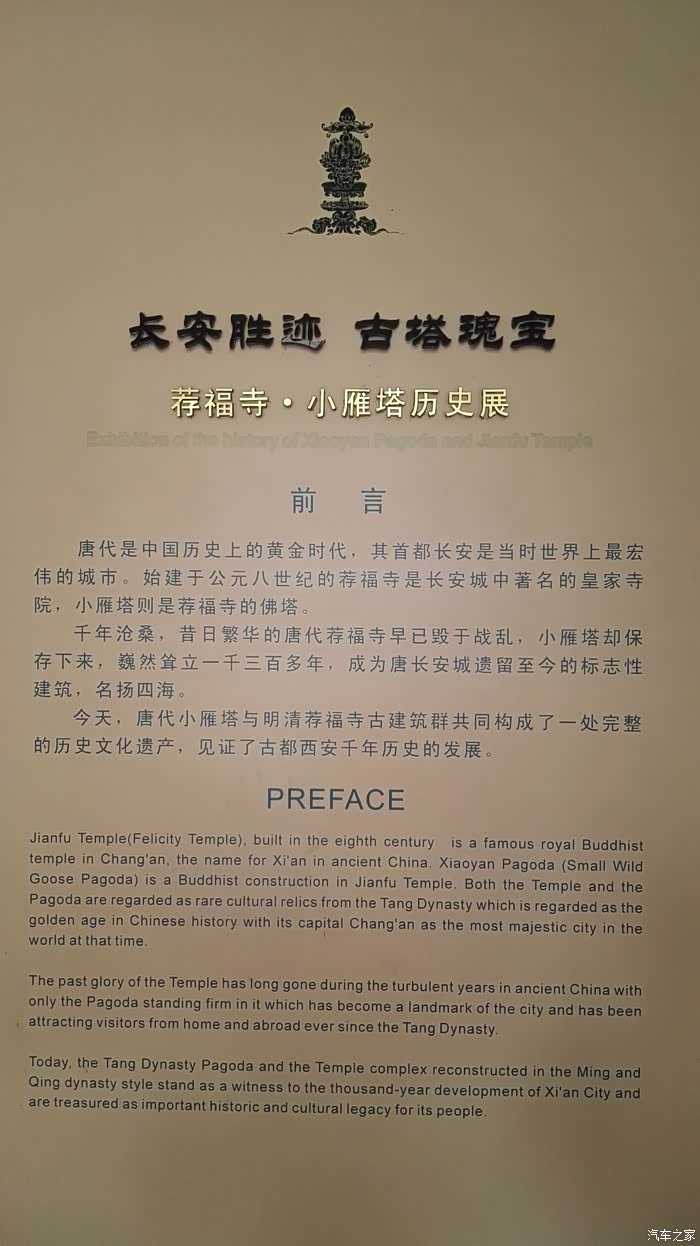 长安胜迹 古塔瑰宝
荐福寺·小雁塔历史展
Exhibition of the history of Xiaoyan Pagoda and Jianfu Temple
前 言
唐代是中国历史上的黄金时代，其首都长安是当时世界上最宏
伟的城市。始建于公元八世纪的荐福寺是长安城中著名的皇家寺
院，小雁塔则是荐福寺的佛塔。
千年沧桑，昔日繁华的唐代荐福寺早已毁于战乱，小雁塔却保
存下来，巍然耸立一千三百多年，成为唐长安城遗留至今的标志性
建筑，名扬四海。
今天，唐代小雁塔与明清荐福寺古建筑群共同构成了一处完整
的历史文化遗产，见证了古都西安千年历史的发展。
PREFACE
Jianfu Temple(Felicity Temple), built in the eighth century is a famous royal Buddhist
temple in Chang'an, the name for Xi'an in ancient China. Xiaoyan Pagoda (Small Wild
Goose Pagoda) is a Buddhist construction in Jianfu Temple. Both the Temple and the
Pagoda are regarded as rare cultural relics from the Tang Dynasty which is regarded as the
golden age in Chinese history with its capital Chang'an as the most majestic city in the
world at that time.
The past glory of the Temple has long gone during the turbulent years in ancient China with
only the Pagoda standing firm in it which has become a landmark of the city and has been
attracting visitors from home and abroad ever since the Tang Dynasty.
Today, the Tang Dynasty Pagoda and the Temple complex reconstructed in the Ming and
Qing dynasty style stand as a witness to the thousand-year development of Xi'an City and
are treasured as important historic and cultural legacy for its people.
汽车之家